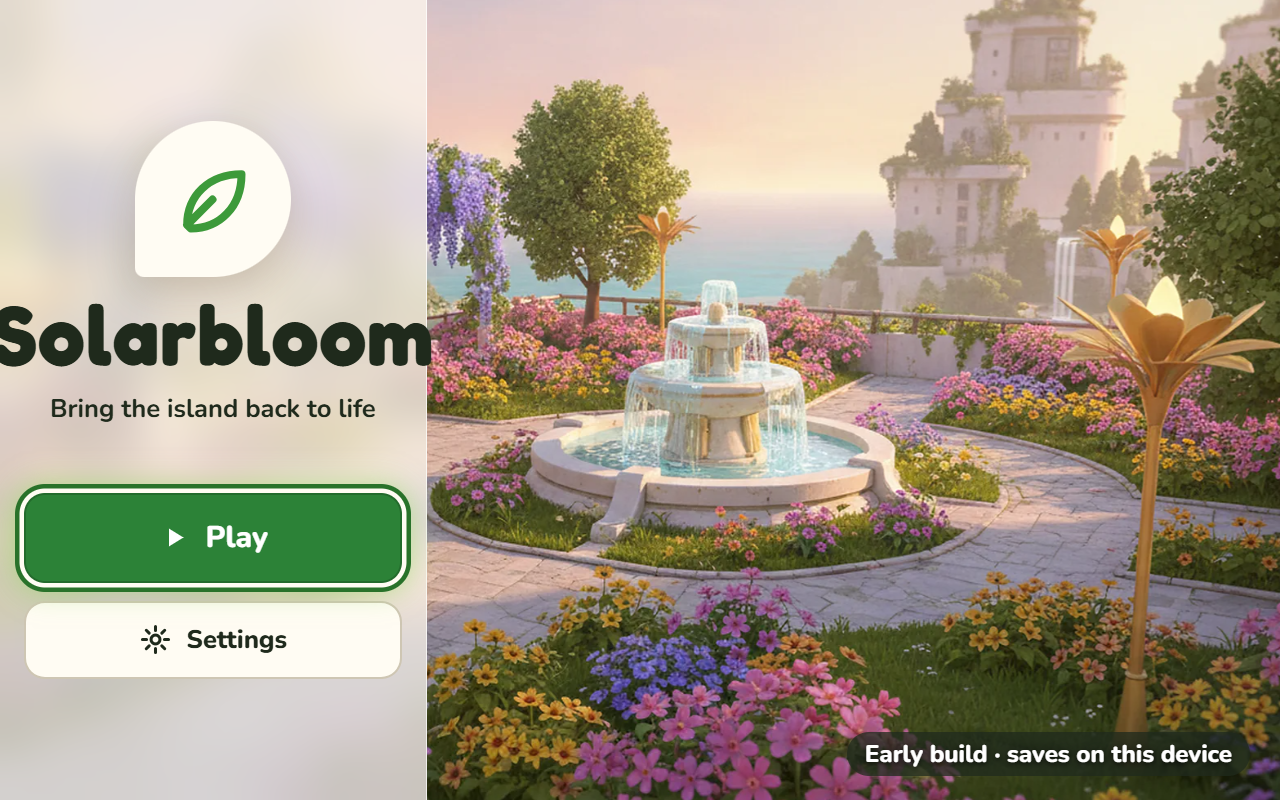 Solarbloom
Bring the island back to life
Play
Settings
Early build · saves on this device